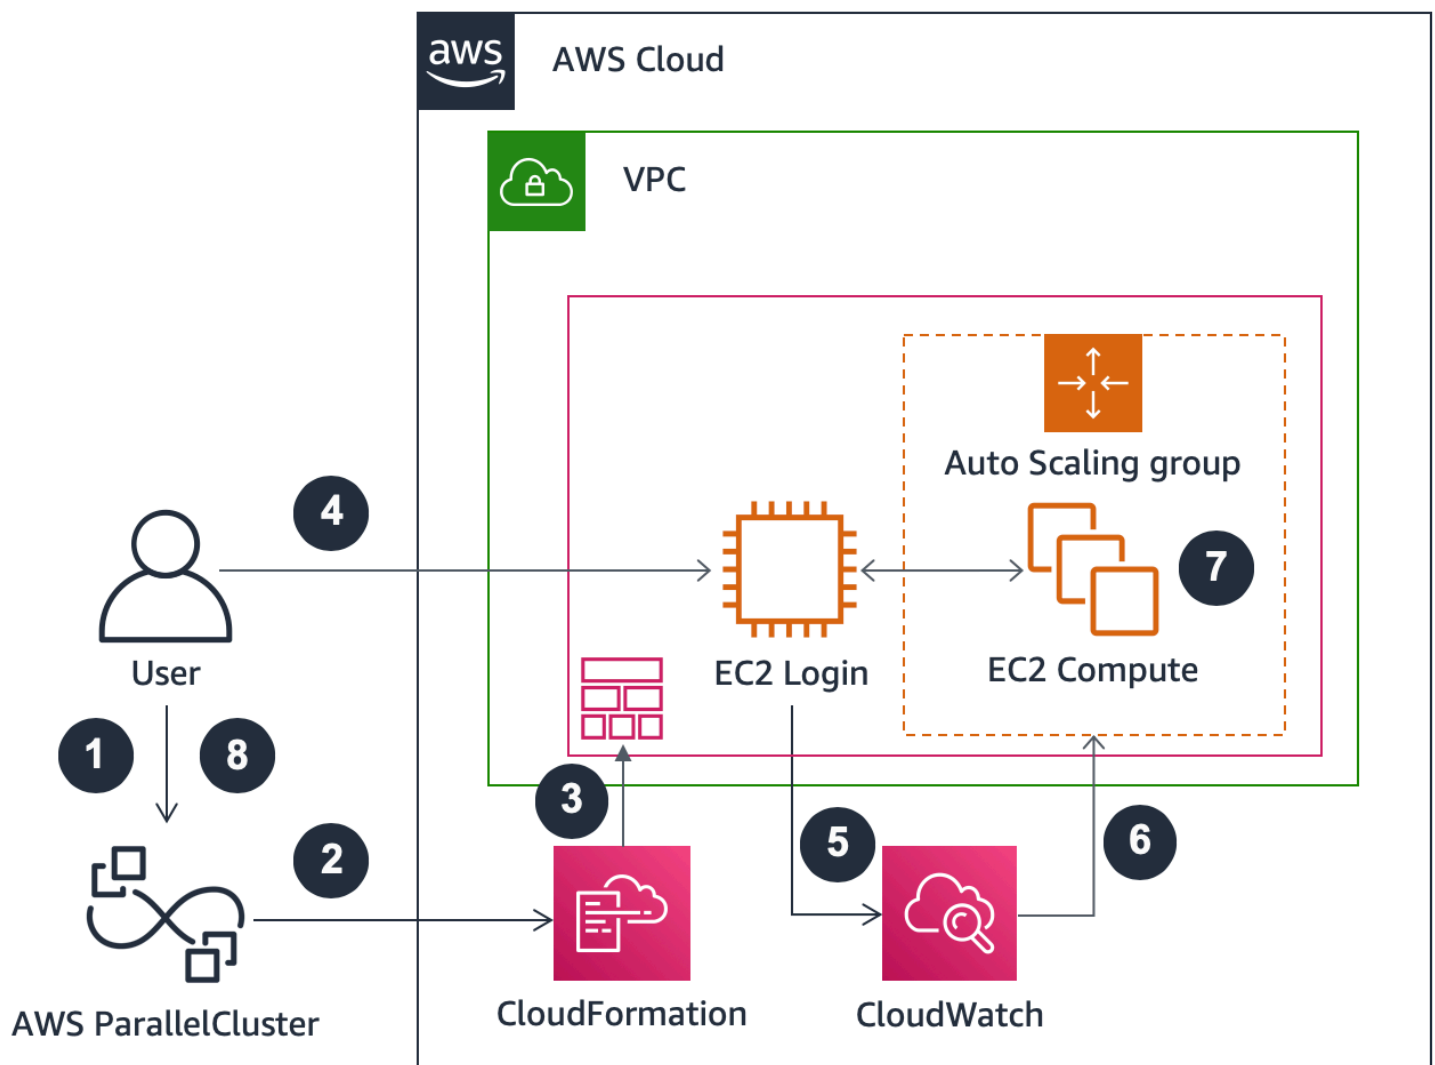 aws
AWS Cloud
VPC
Auto Scaling group
4
7
User
EC2 Login
EC2 Compute
1
8
3
5
6
2
AWS ParallelCluster
CloudFormation
CloudWatch